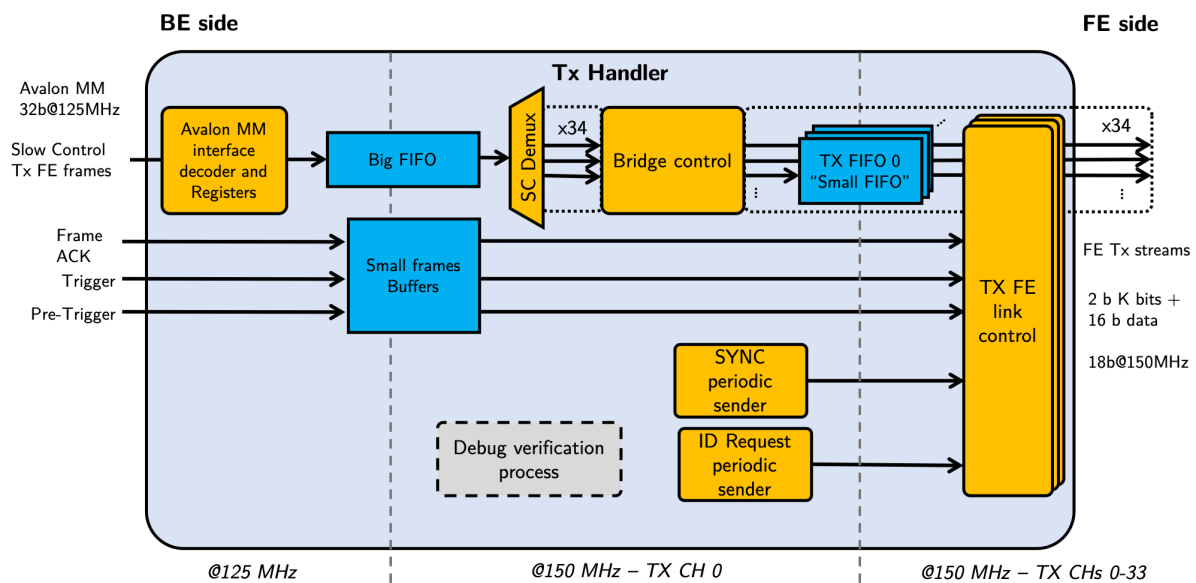 BE side
FE side
Tx Handler
Avalon MM
32b@125MHz
Slow Control
Tx FE frames
Avalon MM
interface
decoder and
Registers
Big FIFO
SC Demux
x34
Bridge control
TX FIFO 0
“Small FIFO”
x34
Frame
ACK
Trigger
Pre-Trigger
Small frames
Buffers
TX FE
link
control
FE Tx streams
2 b K bits +
16 b data
18b@150MHz
SYNC
periodic
sender
ID Request
periodic
sender
Debug verification
process
@125 MHz
@150 MHz – TX CH 0
@150 MHz – TX CHs 0-33